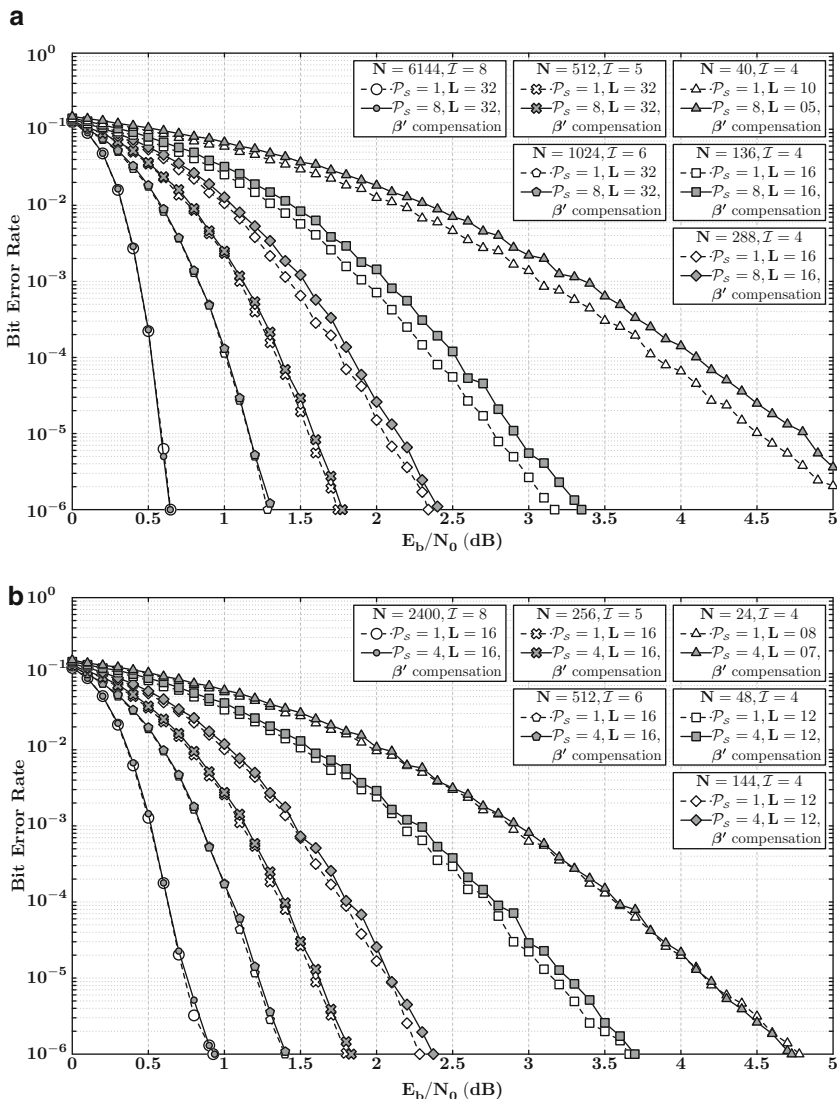 a
10⁰
10⁻¹
10⁻²
10⁻³
10⁻⁴
10⁻⁵
10⁻⁶
Bit Error Rate
N = 6144, I = 8
P_S = 1, L = 32
P_S = 8, L = 32,
β′ compensation
N = 512, I = 5
P_S = 1, L = 32
P_S = 8, L = 32,
β′ compensation
N = 40, I = 4
P_S = 1, L = 10
P_S = 8, L = 05,
β′ compensation
N = 1024, I = 6
P_S = 1, L = 32
P_S = 8, L = 32,
β′ compensation
N = 136, I = 4
P_S = 1, L = 16
P_S = 8, L = 16,
β′ compensation
N = 288, I = 4
P_S = 1, L = 16
P_S = 8, L = 16,
β′ compensation
0 0.5 1 1.5 2 2.5 3 3.5 4 4.5 5
E_b/N_0 (dB)
b
10⁰
10⁻¹
10⁻²
10⁻³
10⁻⁴
10⁻⁵
10⁻⁶
Bit Error Rate
N = 2400, I = 8
P_S = 1, L = 16
P_S = 4, L = 16,
β′ compensation
N = 256, I = 5
P_S = 1, L = 16
P_S = 4, L = 16,
β′ compensation
N = 24, I = 4
P_S = 1, L = 08
P_S = 4, L = 07,
β′ compensation
N = 512, I = 6
P_S = 1, L = 16
P_S = 4, L = 16,
β′ compensation
N = 48, I = 4
P_S = 1, L = 12
P_S = 4, L = 12,
β′ compensation
N = 144, I = 4
P_S = 1, L = 12
P_S = 4, L = 12,
β′ compensation
0 0.5 1 1.5 2 2.5 3 3.5 4 4.5 5
E_b/N_0 (dB)